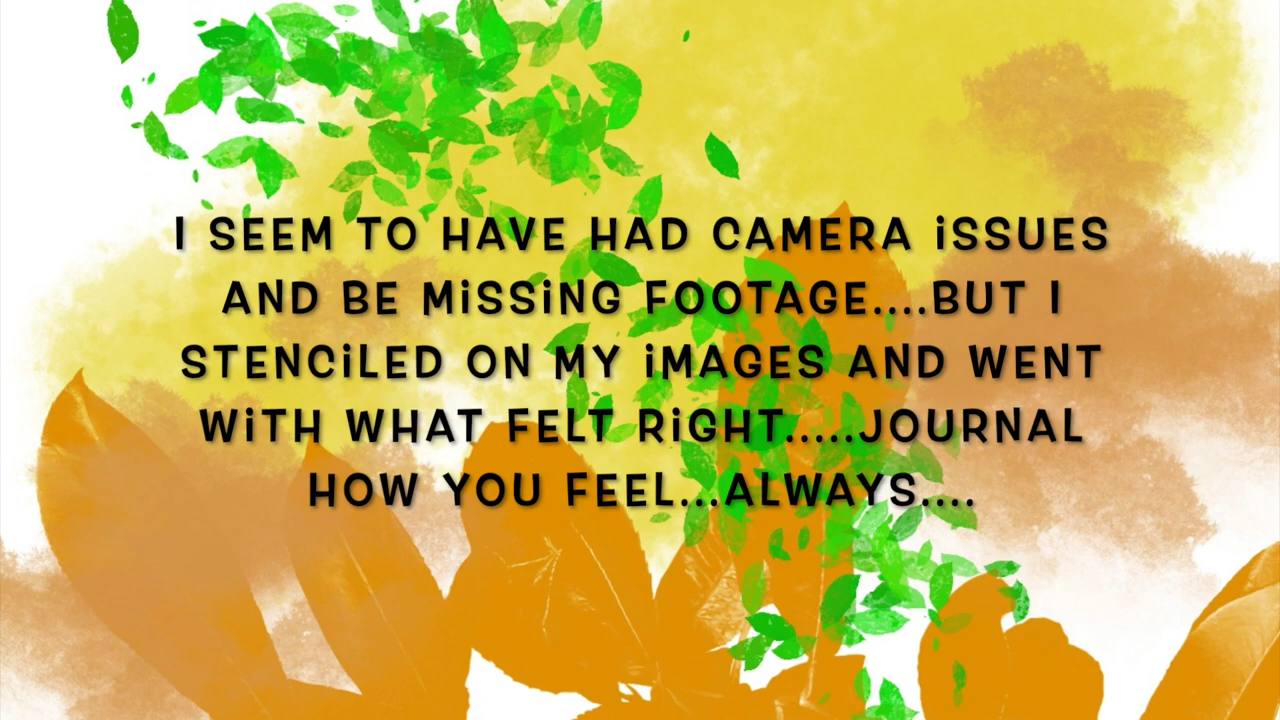 I SEEM TO HAVE HAD CAMERA ISSUES
AND BE MISSING FOOTAGE....BUT I
STENCILED ON MY IMAGES AND WENT
WITH WHAT FELT RIGHT.....JOURNAL
HOW YOU FEEL...ALWAYS....